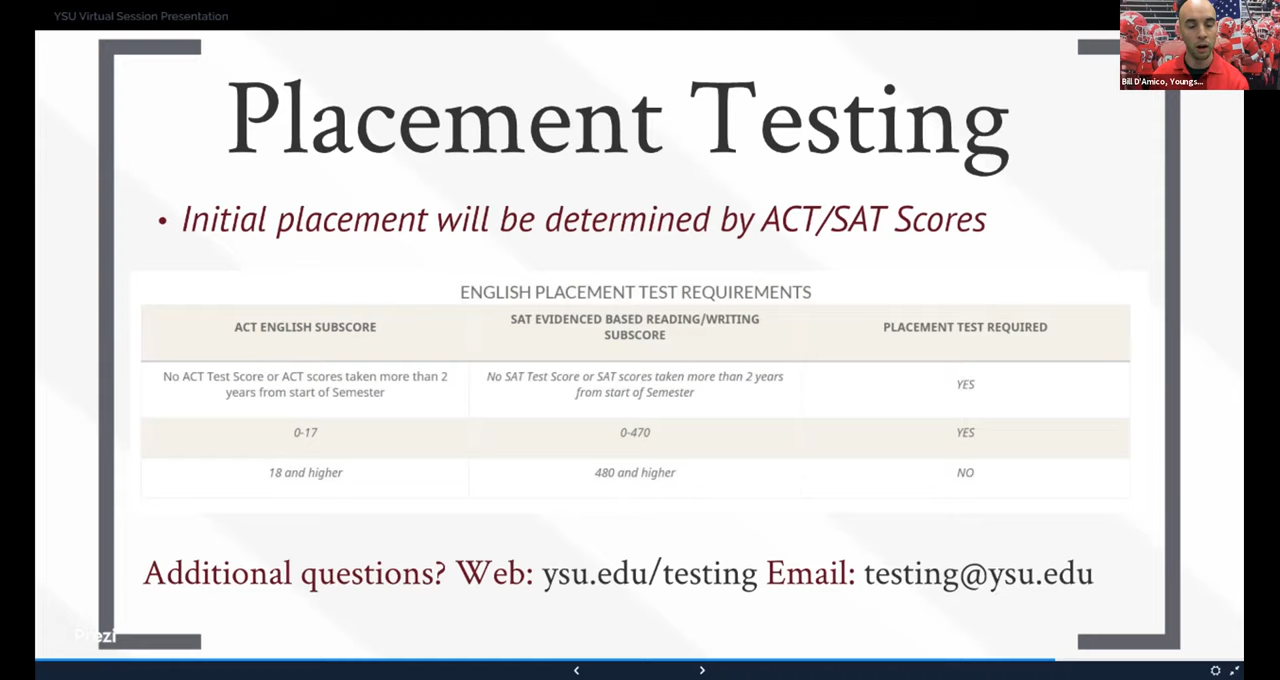 YSU Virtual Session Presentation
Bill D'Amico, Youngs...
Placement Testing
• Initial placement will be determined by ACT/SAT Scores
ENGLISH PLACEMENT TEST REQUIREMENTS
ACT ENGLISH SUBSCORE
SAT EVIDENCED BASED READING/WRITING
SUBSCORE
PLACEMENT TEST REQUIRED
No ACT Test Score or ACT scores taken more than 2
years from start of Semester
No SAT Test Score or SAT scores taken more than 2 years
from start of Semester
YES
0-17
0-470
YES
18 and higher
480 and higher
NO
Additional questions? Web: ysu.edu/testing Email: testing@ysu.edu
Prezi